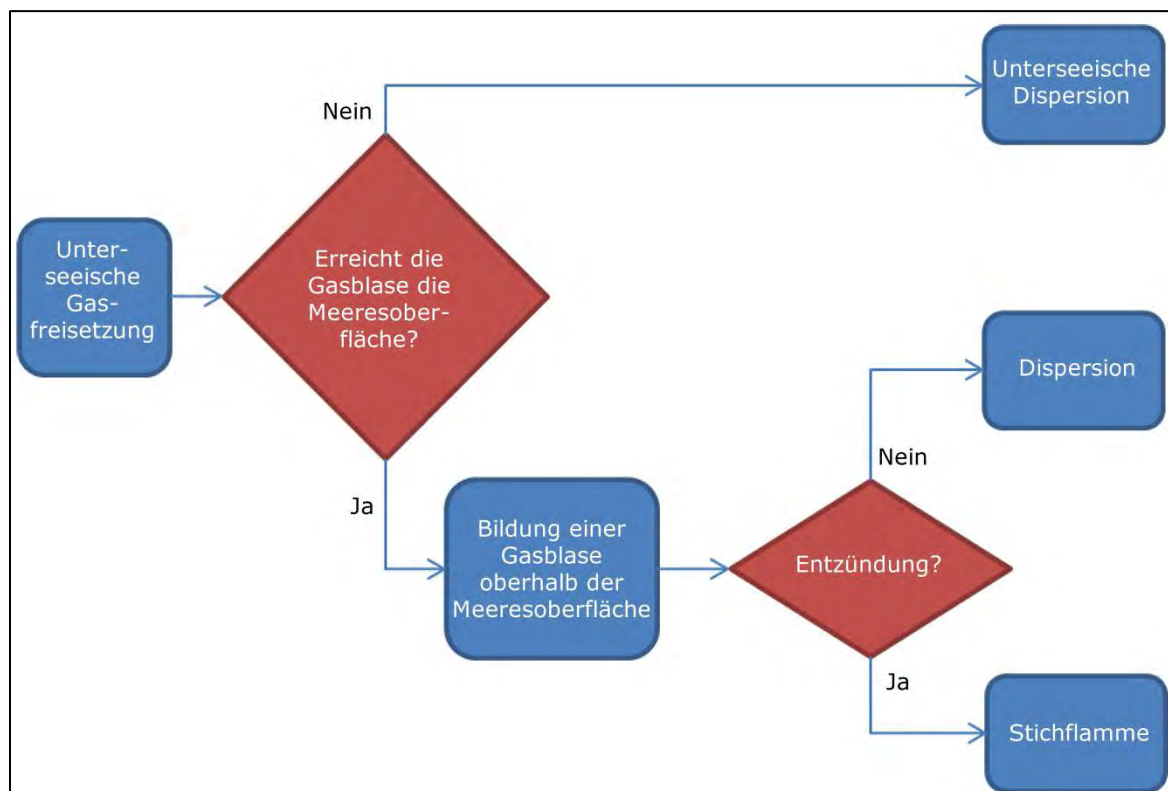 Unterseeische
Dispersion
Nein
Unter-
seeische
Gas-
freisetzung
Erreicht die
Gasblase die
Meeresober-
fläche?
Dispersion
Nein
Ja
Bildung einer
Gasblase
oberhalb der
Meeresoberfläche
Entzündung?
Ja
Stichflamme